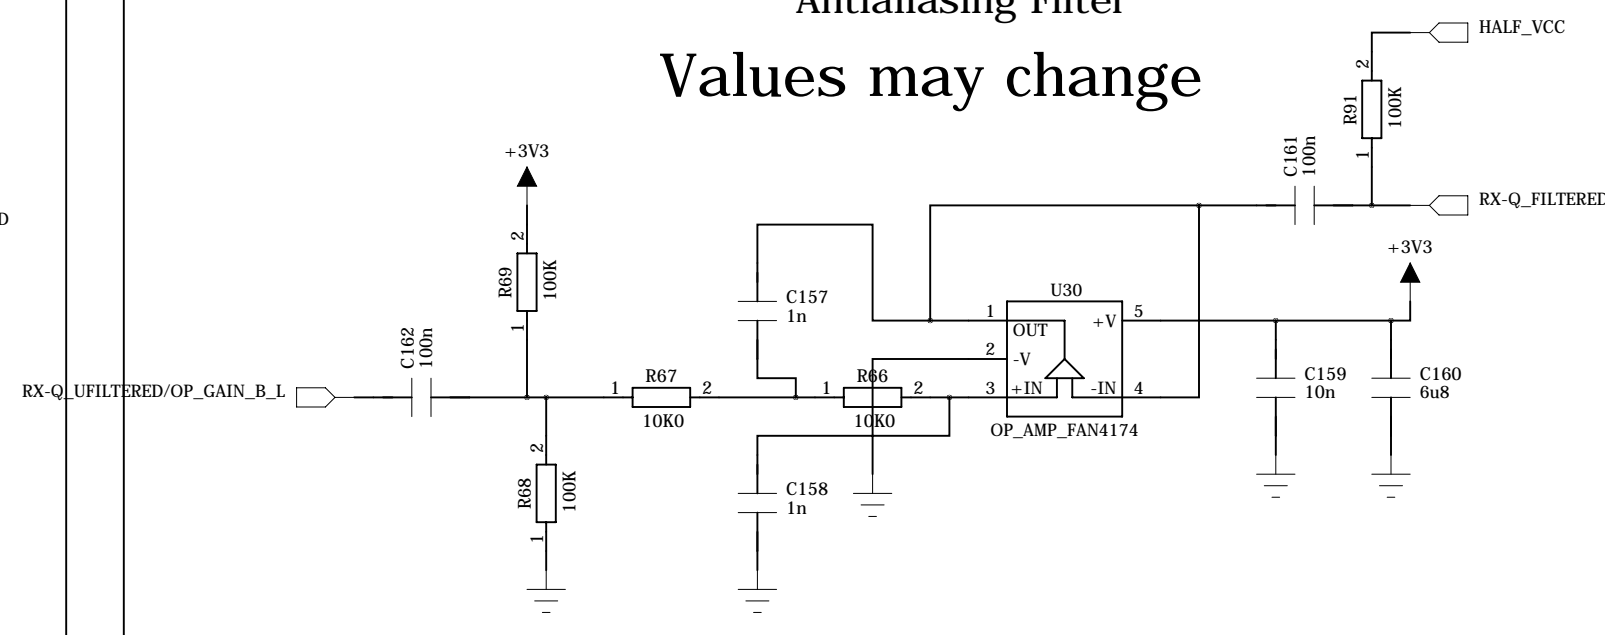 Antialiasing Filter
Values may change
HALF_VCC
2
R91
100K
1
C161
100n
RX-Q_FILTERED
+3V3
+3V3
D
2
R69
100K
1
C157
1n
U30
1
OUT
+V
5
2
-V
C162
100n
RX-Q_UFILTERED/OP_GAIN_B_L
1
R67
2
10K0
1
R66
2
10K0
3
+IN
-IN
4
OP_AMP_FAN4174
C159
10n
C160
6u8
2
R68
100K
1
C158
1n